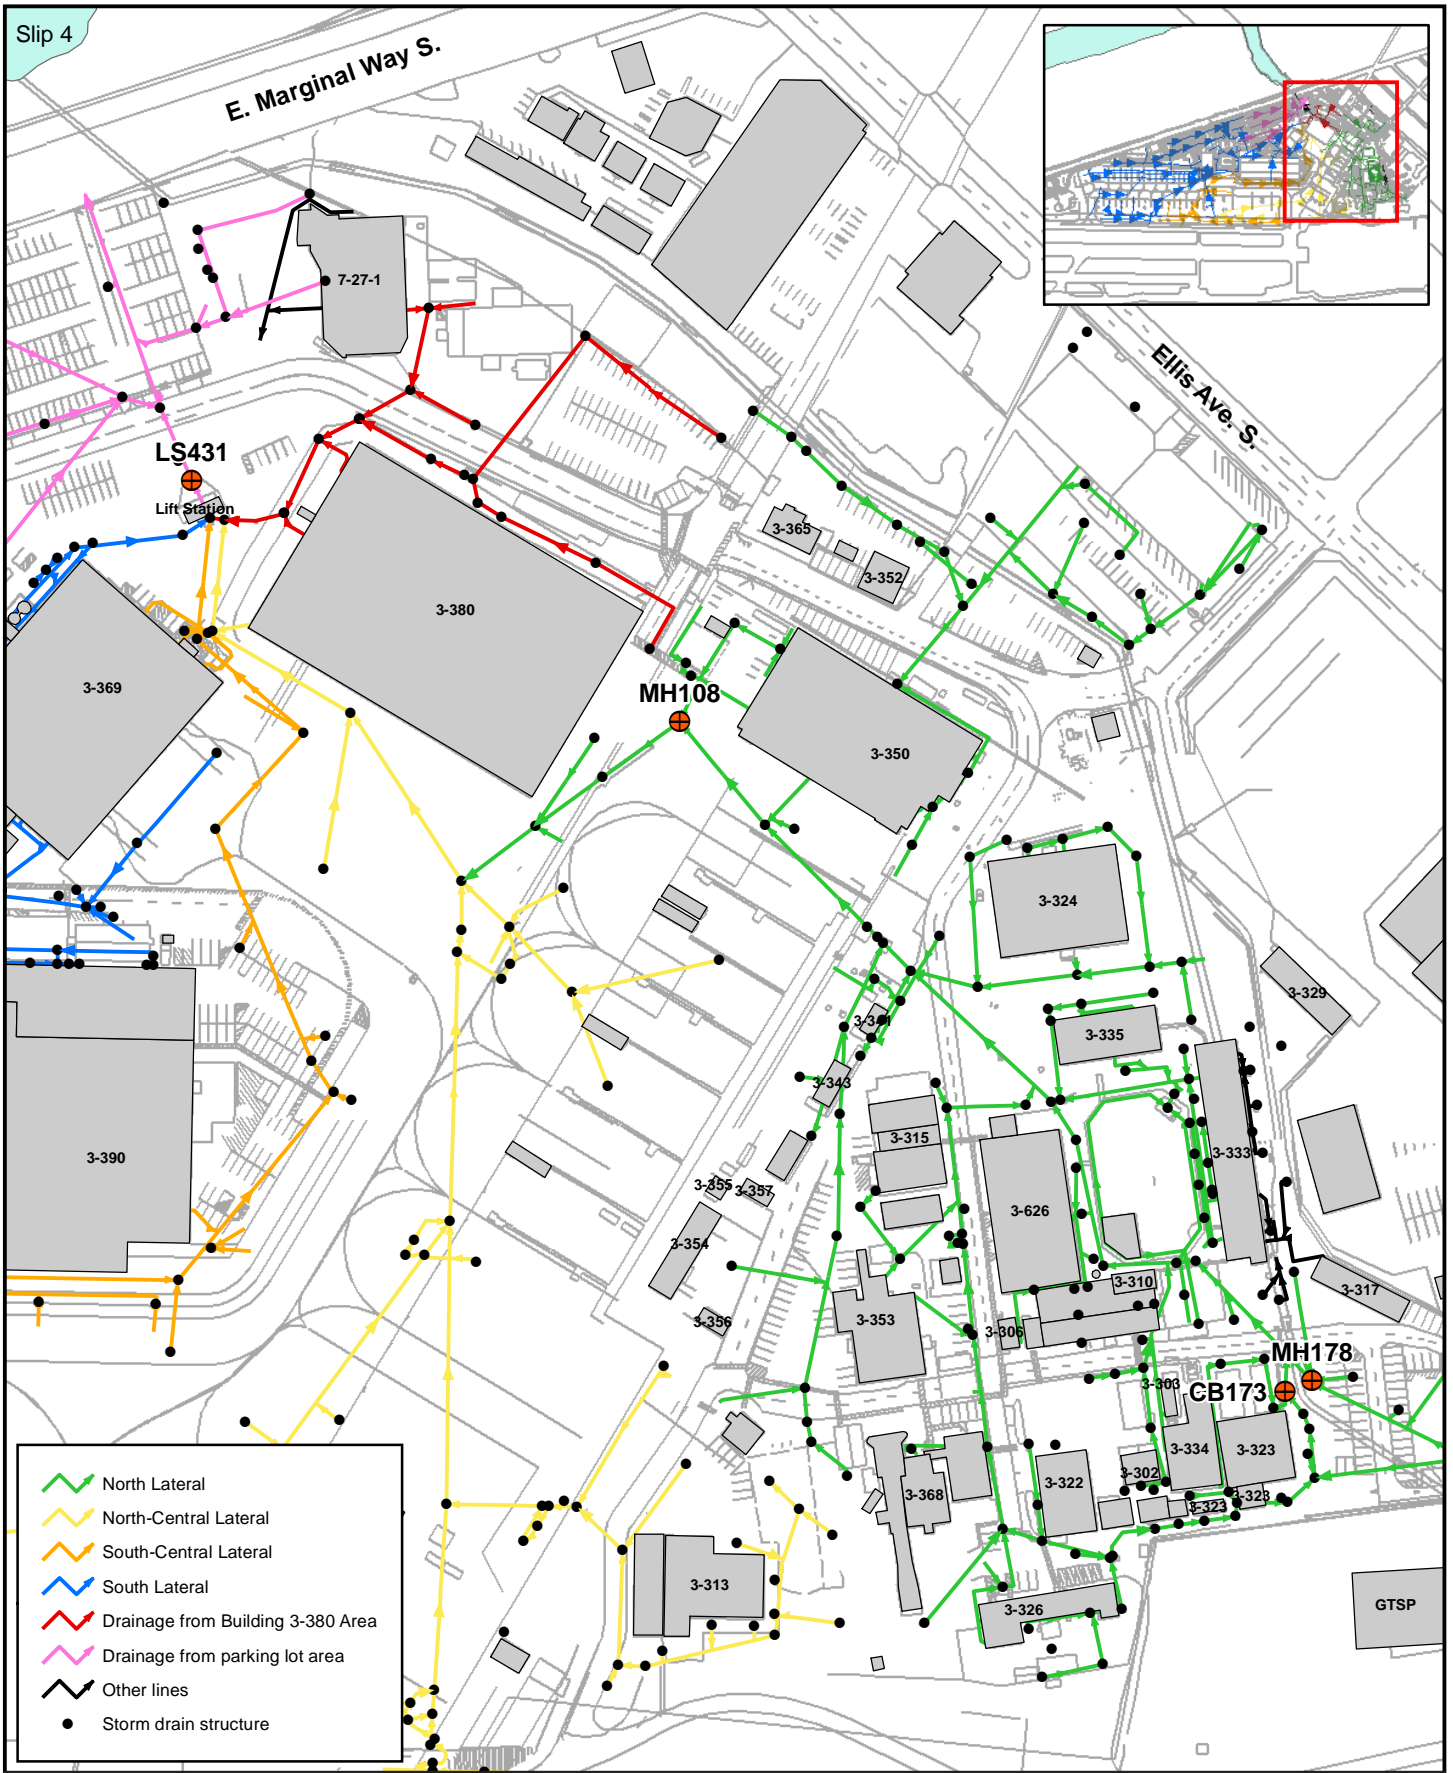 Slip 4
E. Marginal Way S.
Ellis Ave. S.
7-27-1
LS431
Lift Station
3-365
3-352
3-380
3-369
MH108
3-350
3-324
3-329
3-335
3-341
3-343
3-315
3-333
3-390
3-355
3-357
3-626
3-354
3-310
3-317
3-356
3-353
3-306
MH178
3-303
CB173
3-334
3-323
3-302
3-322
3-368
3-323
3-323
3-313
3-326
GTSP
North Lateral
North-Central Lateral
South-Central Lateral
South Lateral
Drainage from Building 3-380 Area
Drainage from parking lot area
Other lines
Storm drain structure